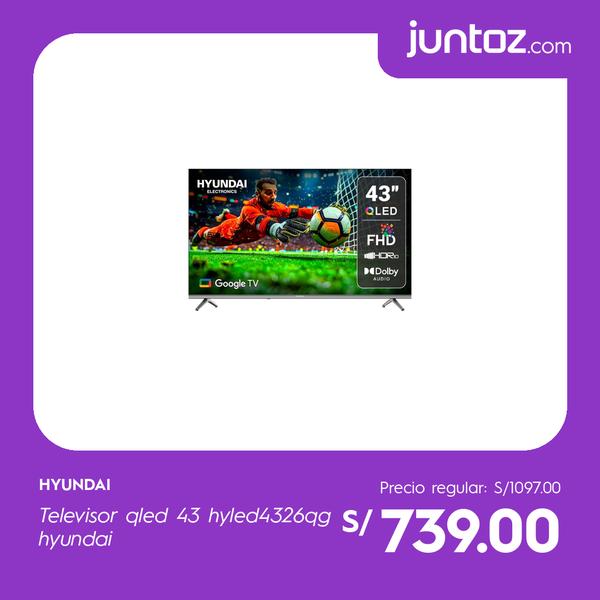 juntoz.com
HYUNDAI
ELECTRONICS
43"
QLED
FHD
HDR10
Dolby
AUDIO
Google TV
HYUNDAI
Precio regular: S/1097.00
Televisor qled 43 hyled4326qg
hyundai
S/739.00